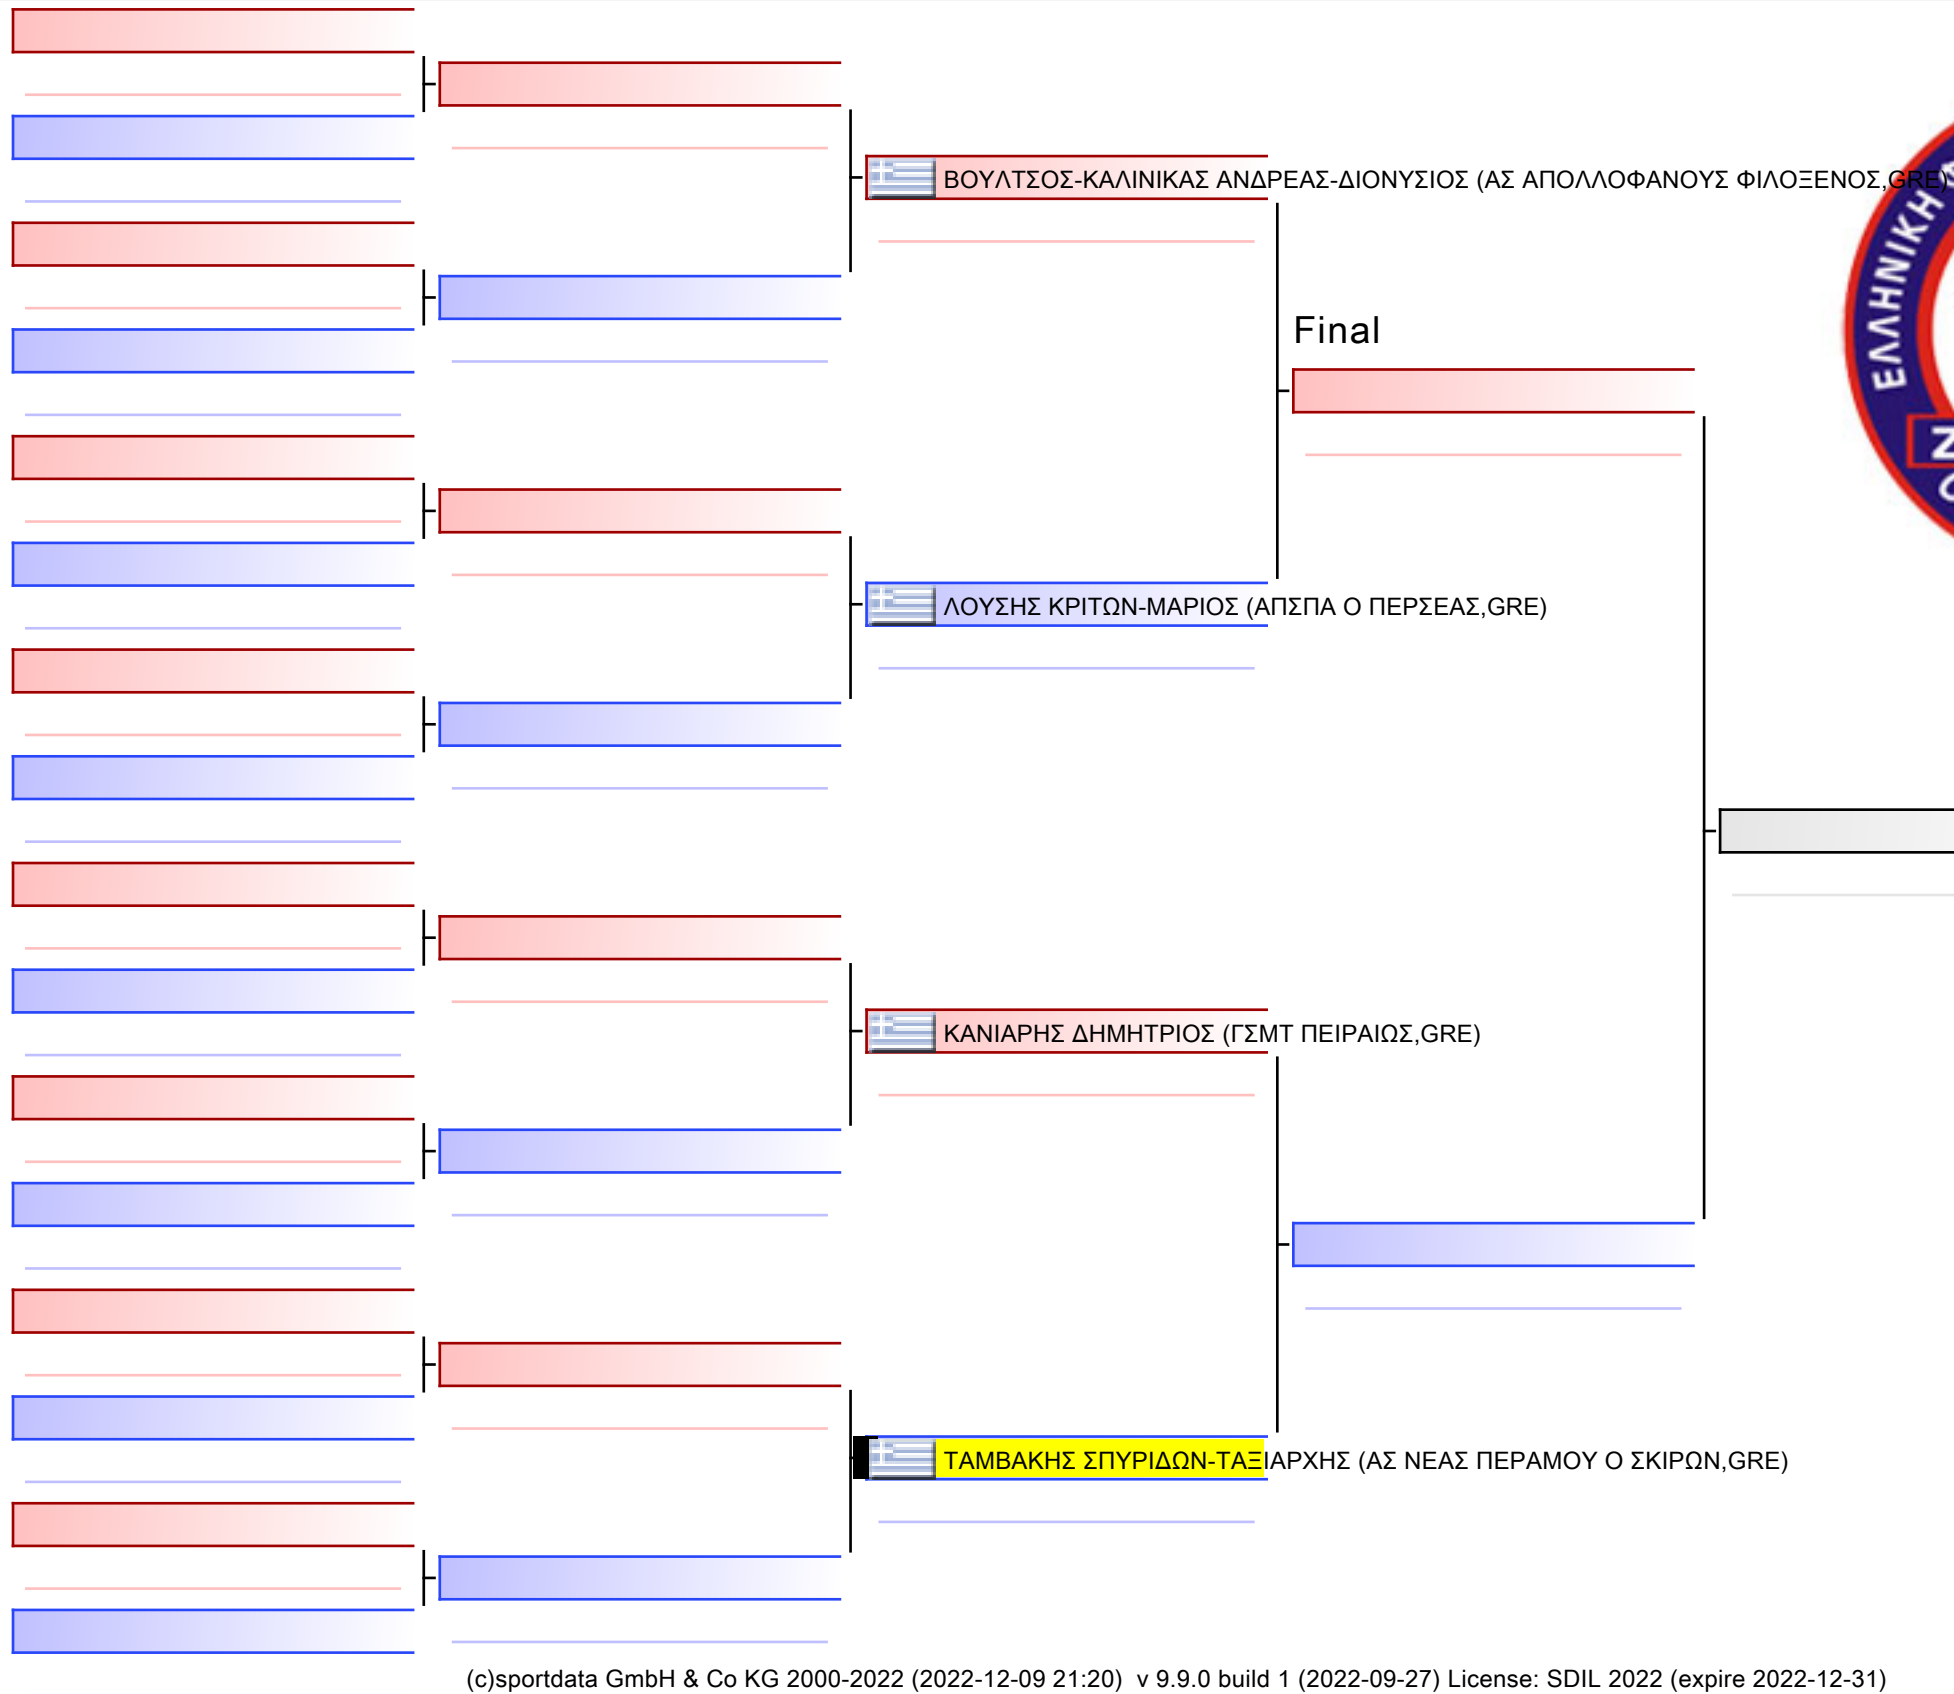 ΒΟΥΛΤΣΟΣ-ΚΑΛΙΝΙΚΑΣ ΑΝΔΡΕΑΣ-ΔΙΟΝΥΣΙΟΣ (ΑΣ ΑΠΟΛΛΟΦΑΝΟΥΣ ΦΙΛΟΞΕΝΟΣ,GRE)
ΕΛΛΗΝΙΚΗ
Final
ΛΟΥΣΗΣ ΚΡΙΤΩΝ-ΜΑΡΙΟΣ (ΑΠΣΠΑ Ο ΠΕΡΣΕΑΣ,GRE)
ΚΑΝΙΑΡΗΣ ΔΗΜΗΤΡΙΟΣ (ΓΣΜΤ ΠΕΙΡΑΙΩΣ,GRE)
ΤΑΜΒΑΚΗΣ ΣΠΥΡΙΔΩΝ-ΤΑΞΙΑΡΧΗΣ (ΑΣ ΝΕΑΣ ΠΕΡΑΜΟΥ Ο ΣΚΙΡΩΝ,GRE)
(c)sportdata GmbH & Co KG 2000-2022 (2022-12-09 21:20) v 9.9.0 build 1 (2022-09-27) License: SDIL 2022 (expire 2022-12-31)